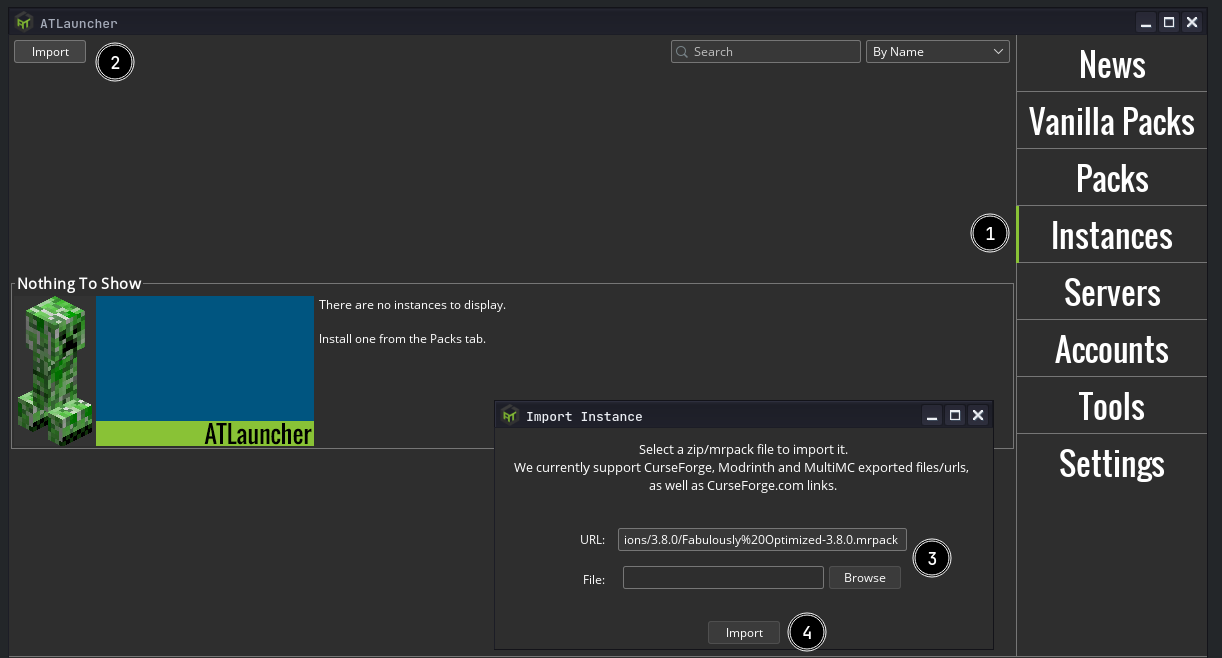 ATLauncher
Import
2
Search
By Name
News
Vanilla Packs
Packs
1
Instances
Servers
Accounts
Tools
Settings
Nothing To Show
There are no instances to display.
Install one from the Packs tab.
ATLauncher
Import Instance
Select a zip/mrpack file to import it.
We currently support CurseForge, Modrinth and MultiMC exported files/urls,
as well as CurseForge.com links.
URL:
ions/3.8.0/Fabulously%20Optimized-3.8.0.mrpack
3
File:
Browse
Import
4